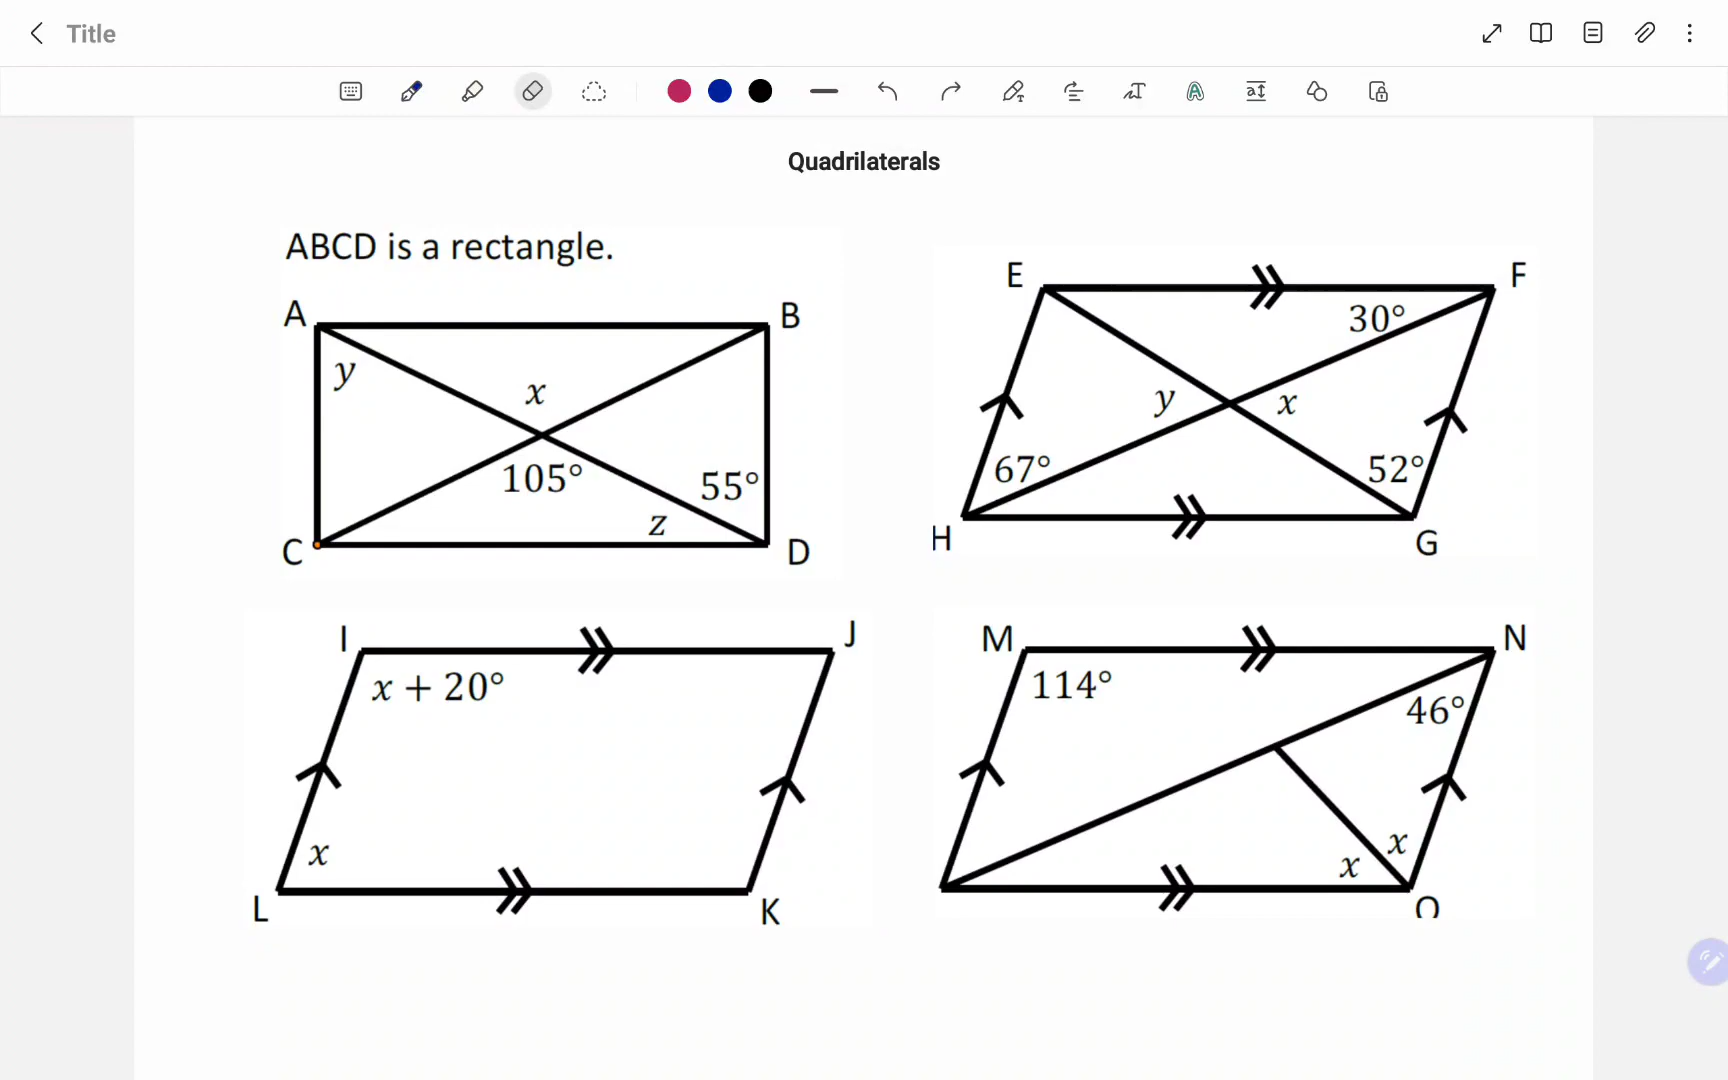 Title
Quadrilaterals
ABCD is a rectangle.
A
B
y
x
105°
55°
z
C
D
E
F
30°
y
x
67°
52°
H
G
I
J
x + 20°
x
L
K
M
N
114°
46°
x
x
O